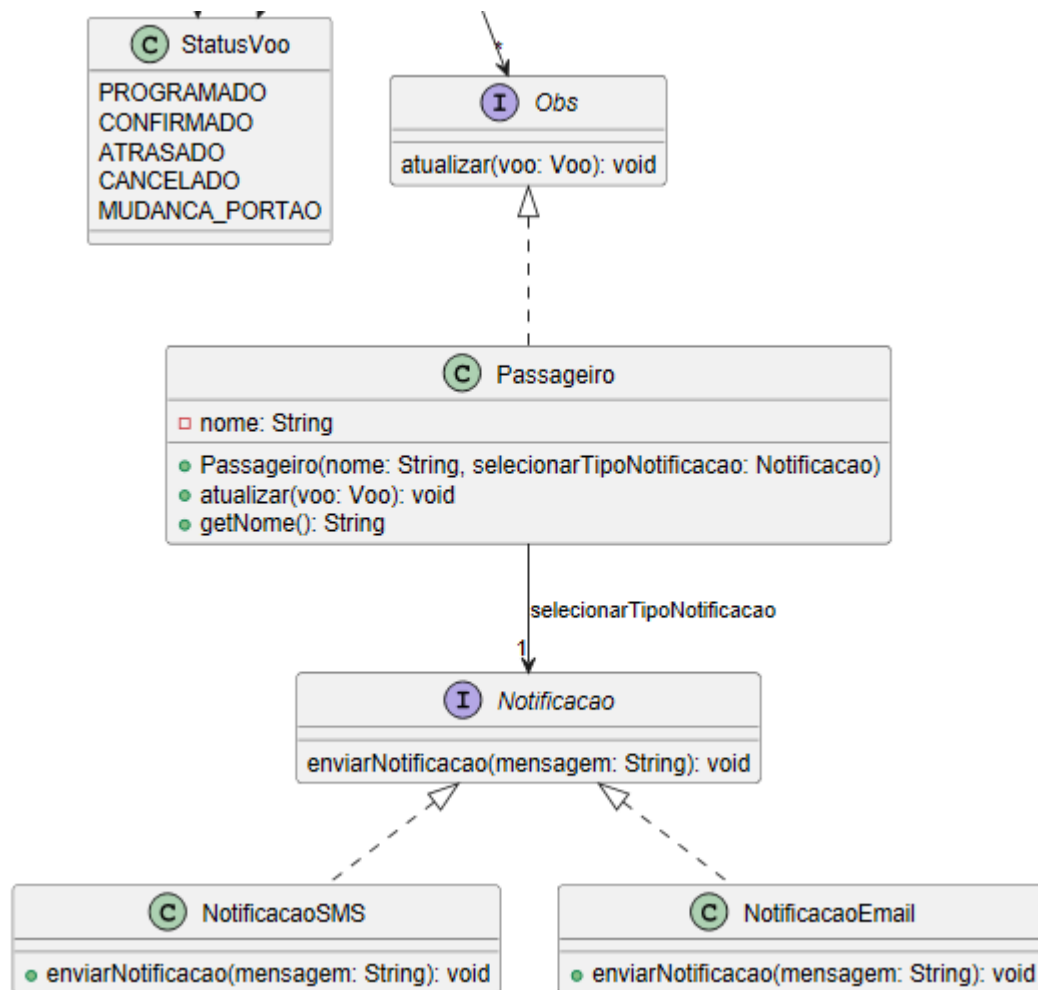 C StatusVoo
PROGRAMADO
CONFIRMADO
ATRASADO
CANCELADO
MUDANCA_PORTAO
*
I Obs
atualizar(voo: Voo): void
C Passageiro
nome: String
Passageiro(nome: String, selecionarTipoNotificacao: Notificacao)
atualizar(voo: Voo): void
getNome(): String
selecionarTipoNotificacao
1
I Notificacao
enviarNotificacao(mensagem: String): void
C NotificacaoSMS
enviarNotificacao(mensagem: String): void
C NotificacaoEmail
enviarNotificacao(mensagem: String): void